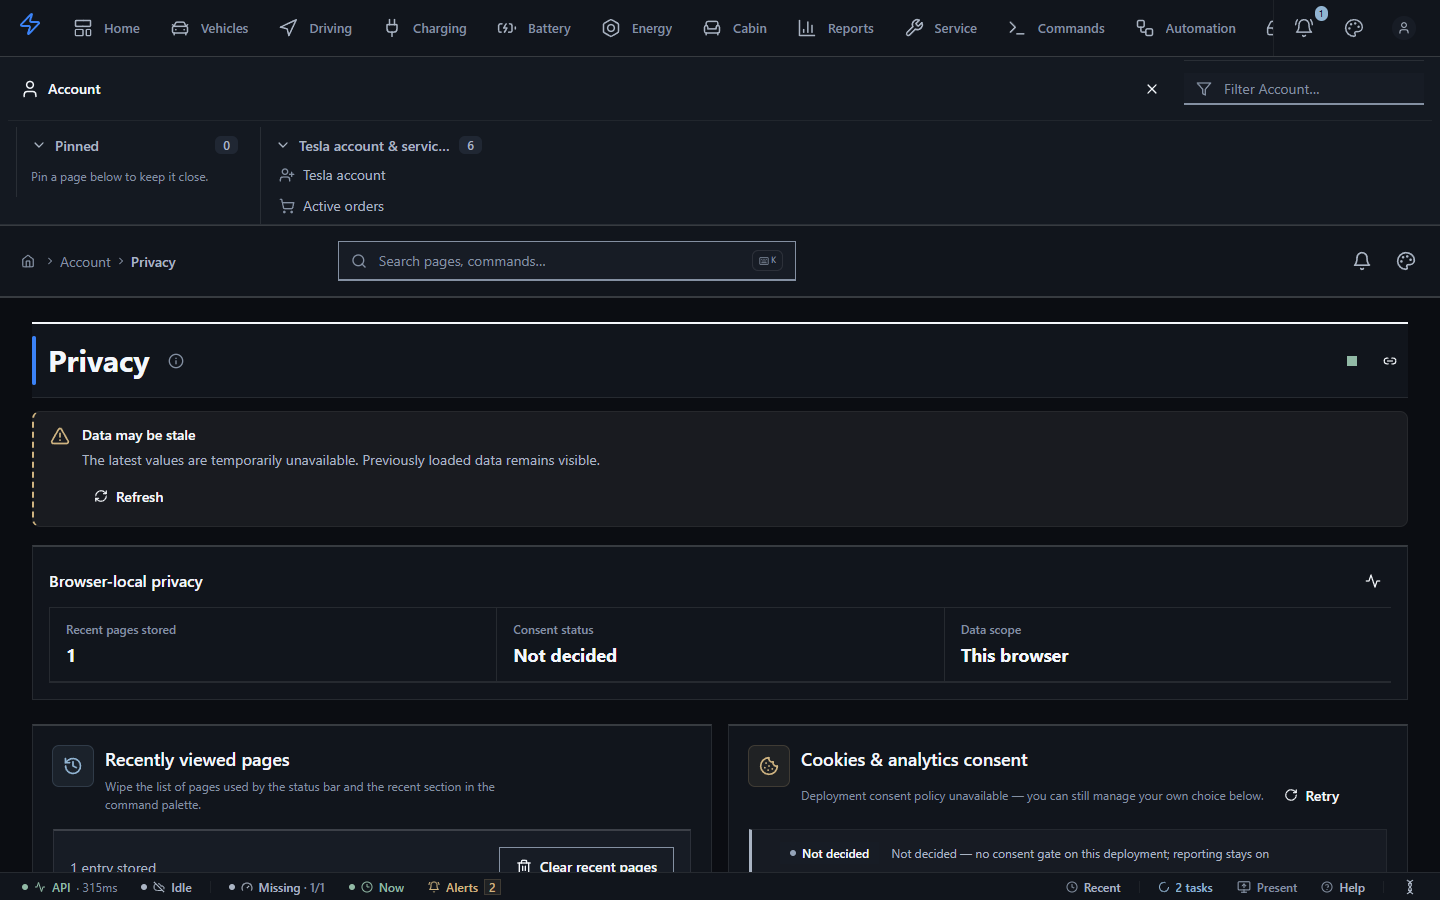 Home Vehicles Driving Charging Battery Energy Cabin Reports Service Commands Automation 1
Account Filter Account...
Pinned 0 Tesla account & servic... 6
Pin a page below to keep it close. Tesla account
Active orders
Account Privacy Search pages, commands... K
Privacy
Data may be stale
The latest values are temporarily unavailable. Previously loaded data remains visible.
Refresh
Browser-local privacy
Recent pages stored Consent status Data scope
1 Not decided This browser
Recently viewed pages Cookies & analytics consent
Wipe the list of pages used by the status bar and the recent section in the
command palette.
Deployment consent policy unavailable — you can still manage your own choice below. Retry
Not decided Not decided — no consent gate on this deployment; reporting stays on
1 entry stored Clear recent pages
API · 315ms Idle Missing · 1/1 Now Alerts 2 Recent 2 tasks Present Help